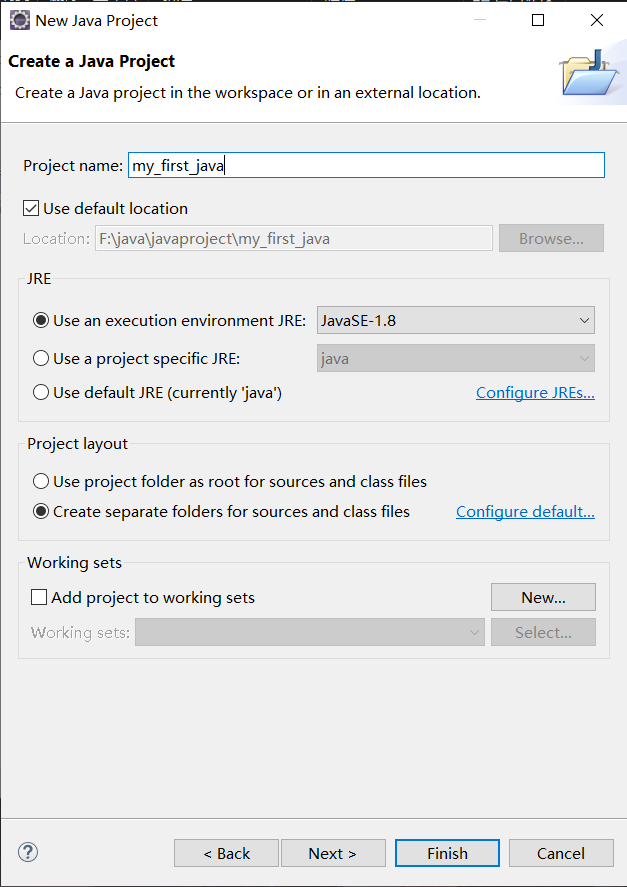 New Java Project
Create a Java Project
Create a Java project in the workspace or in an external location.
Project name: my_first_java
Use default location
Location: F:\java\javaproject\my_first_java Browse...
JRE
Use an execution environment JRE: JavaSE-1.8
Use a project specific JRE: java
Use default JRE (currently 'java') Configure JREs...
Project layout
Use project folder as root for sources and class files
Create separate folders for sources and class files Configure default...
Working sets
Add project to working sets New...
Working sets: Select...
? < Back Next > Finish Cancel